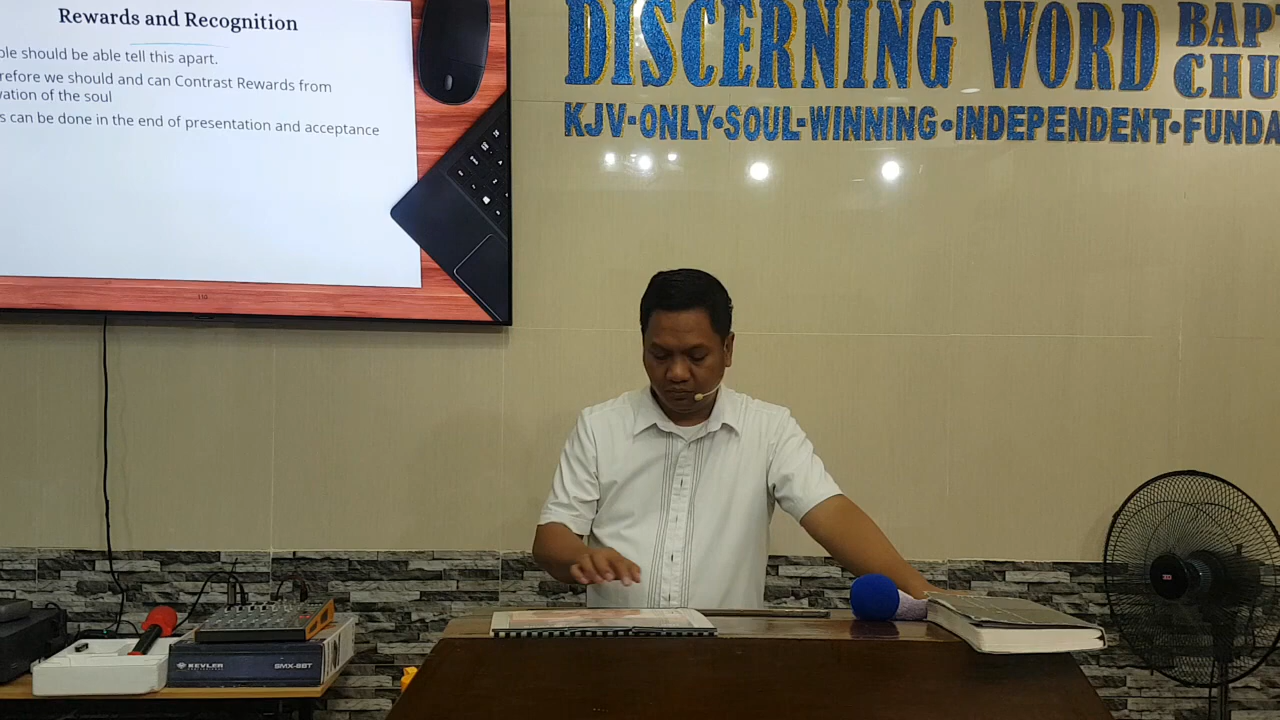 Rewards and Recognition
ple should be able tell this apart.
refore we should and can Contrast Rewards from
vation of the soul
s can be done in the end of presentation and acceptance
110
DISCERNING WORD BAP
CHU
KJV•ONLY•SOUL-WINNING•INDEPENDENT•FUNDA
KEVLER
SMX-8BT